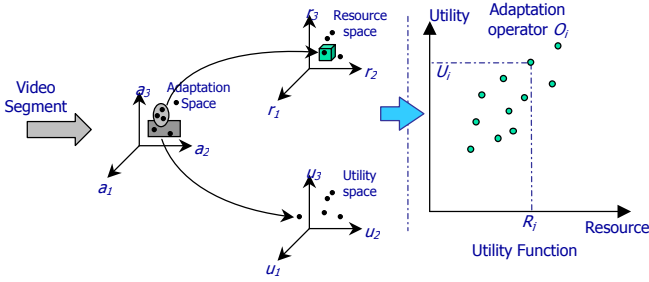 Video
Segment
a3
Adaptation
Space
a2
a1
r3
Resource
space
r2
r1
u3
Utility
space
u2
u1
Utility
Adaptation
operator Oi
Ui
Ri
Resource
Utility Function